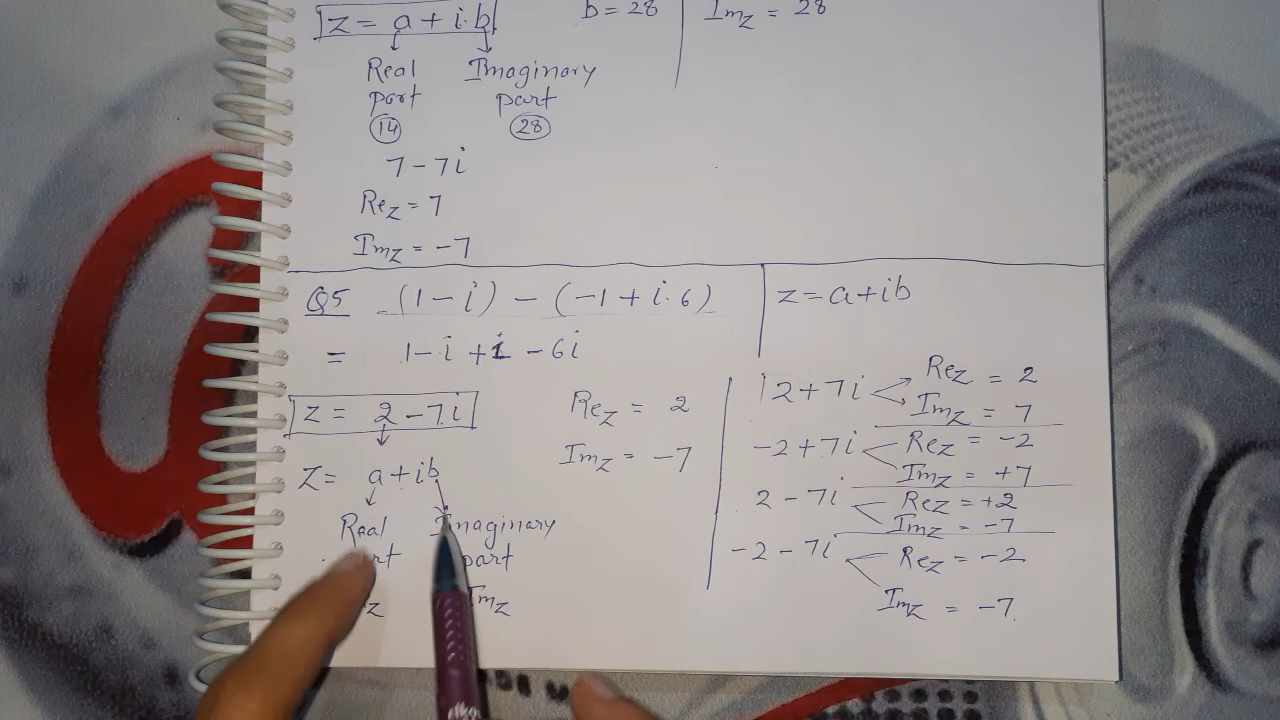 z = a + i.b
b = 28
Imz = 28
Real Imaginary
part part
14 28
7 - 7i
Rez = 7
Imz = -7
Q5 (1 - i) - (-1 + i.6)
= 1 - i + 1 - 6i
z = 2 - 7i
z = a + ib
Real Imaginary
part
Imz
Rez = 2
Imz = -7
z = a + ib
2 + 7i Rez = 2
Imz = 7
-2 + 7i Rez = -2
Imz = +7
2 - 7i Rez = +2
Imz = -7
-2 - 7i Rez = -2
Imz = -7